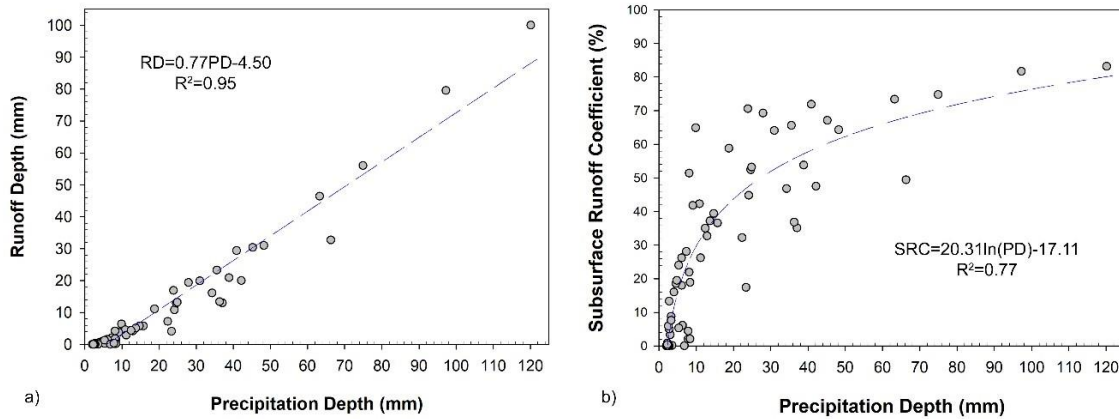 100
90
80
70
60
50
40
30
20
10
0
Runoff Depth (mm)
RD=0.77PD-4.50
R²=0.95
0 10 20 30 40 50 60 70 80 90 100 110 120
a)
Precipitation Depth (mm)
100
90
80
70
60
50
40
30
20
10
0
Subsurface Runoff Coefficient (%)
SRC=20.31ln(PD)-17.11
R²=0.77
0 10 20 30 40 50 60 70 80 90 100 110 120
b)
Precipitation Depth (mm)